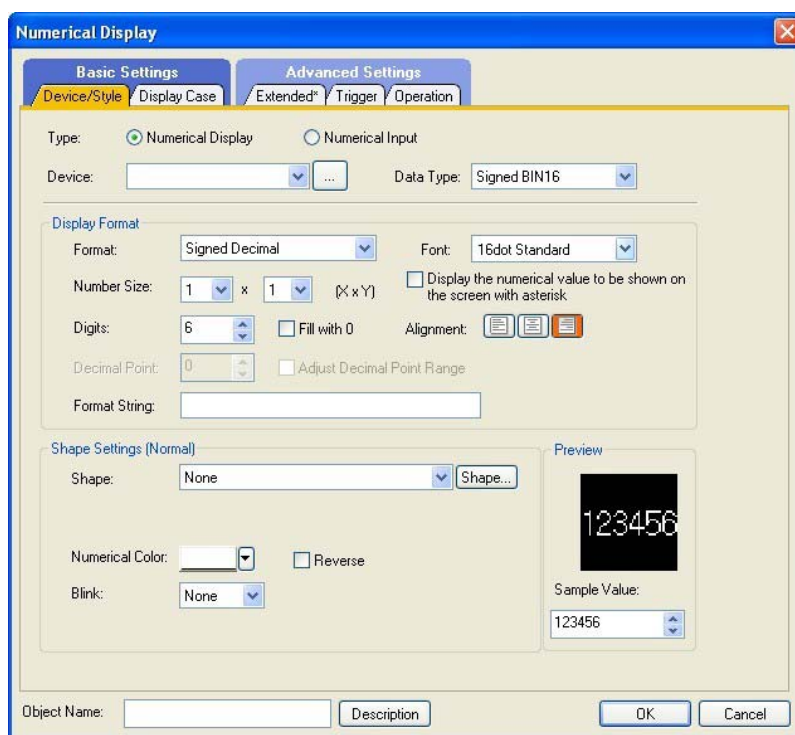 Numerical Display
Basic Settings Advanced Settings
Device/Style Display Case Extended* Trigger Operation
Type: Numerical Display Numerical Input
Device: ... Data Type: Signed BIN16
Display Format
Format: Signed Decimal Font: 16dot Standard
Number Size: 1 x 1 (X x Y) Display the numerical value to be shown on
the screen with asterisk
Digits: 6 Fill with 0 Alignment:
Decimal Point: 0 Adjust Decimal Point Range
Format String:
Shape Settings (Normal) Preview
Shape: None Shape...
123456
Numerical Color: Reverse
Blink: None Sample Value:
123456
Object Name: Description OK Cancel